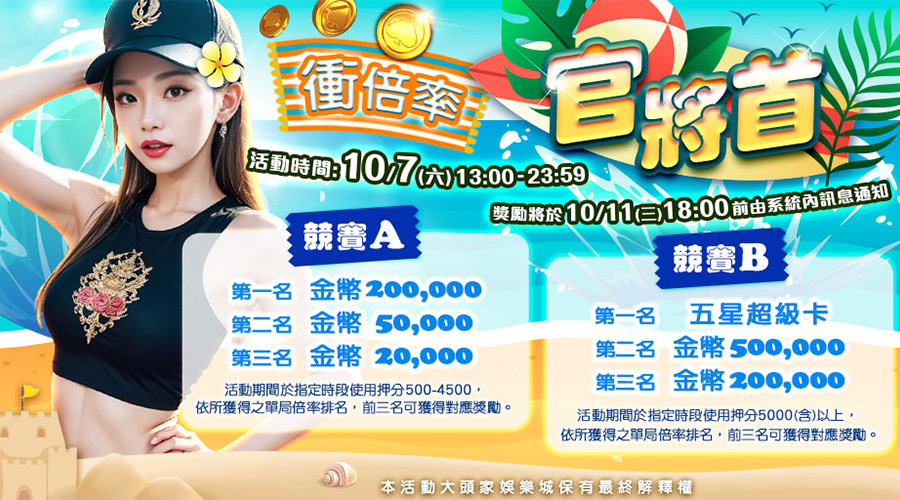 衝倍率
官將首
活動時間:10/7(六)13:00-23:59
獎勵將於10/11(三)18:00前由系統內訊息通知
競賽A
第一名 金幣 200,000
第二名 金幣 50,000
第三名 金幣 20,000
活動期間於指定時段使用押分500-4500，
依所獲得之單局倍率排名，前三名可獲得對應獎勵。
競賽B
第一名 五星超級卡
第二名 金幣 500,000
第三名 金幣 200,000
活動期間於指定時段使用押分5000(含)以上，
依所獲得之單局倍率排名，前三名可獲得對應獎勵。
本活動大頭家娛樂城保有最終解釋權